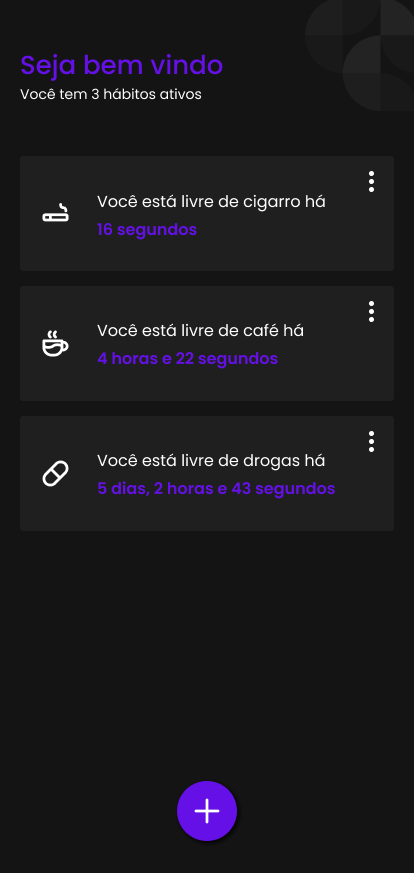 Seja bem vindo
Você tem 3 hábitos ativos
Você está livre de cigarro há
16 segundos
Você está livre de café há
4 horas e 22 segundos
Você está livre de drogas há
5 dias, 2 horas e 43 segundos